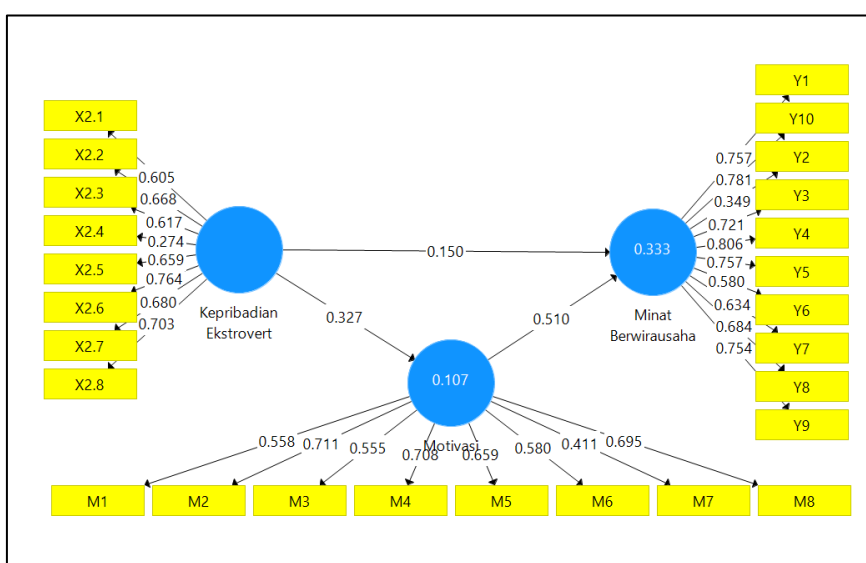 X2.1
X2.2
X2.3
X2.4
X2.5
X2.6
X2.7
X2.8
0.605
0.668
0.617
0.274
0.659
0.764
0.680
0.703
Kepribadian
Ekstrovert
0.150
0.327
0.510
0.107
Motivasi
0.333
Minat
Berwirausaha
0.757
0.781
0.349
0.721
0.806
0.757
0.580
0.634
0.684
0.754
Y1
Y10
Y2
Y3
Y4
Y5
Y6
Y7
Y8
Y9
0.558
0.711
0.555
0.708
0.659
0.580
0.411
0.695
M1
M2
M3
M4
M5
M6
M7
M8